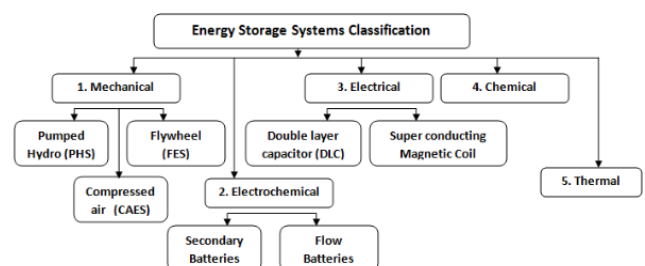 Energy Storage Systems Classification
1. Mechanical
3. Electrical
4. Chemical
Pumped
Hydro (PHS)
Flywheel
(FES)
Double layer
capacitor (DLC)
Super conducting
Magnetic Coil
Compressed
air (CAES)
2. Electrochemical
5. Thermal
Secondary
Batteries
Flow
Batteries